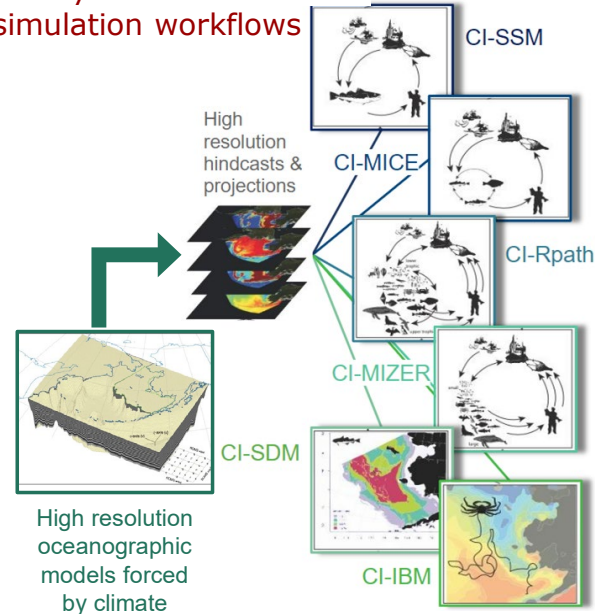 simulation workflows
CI-SSM
High
resolution
hindcasts &
projections
CI-MICE
CI-Rpath
CI-MIZER
CI-SDM
CI-IBM
High resolution
oceanographic
models forced
by climate